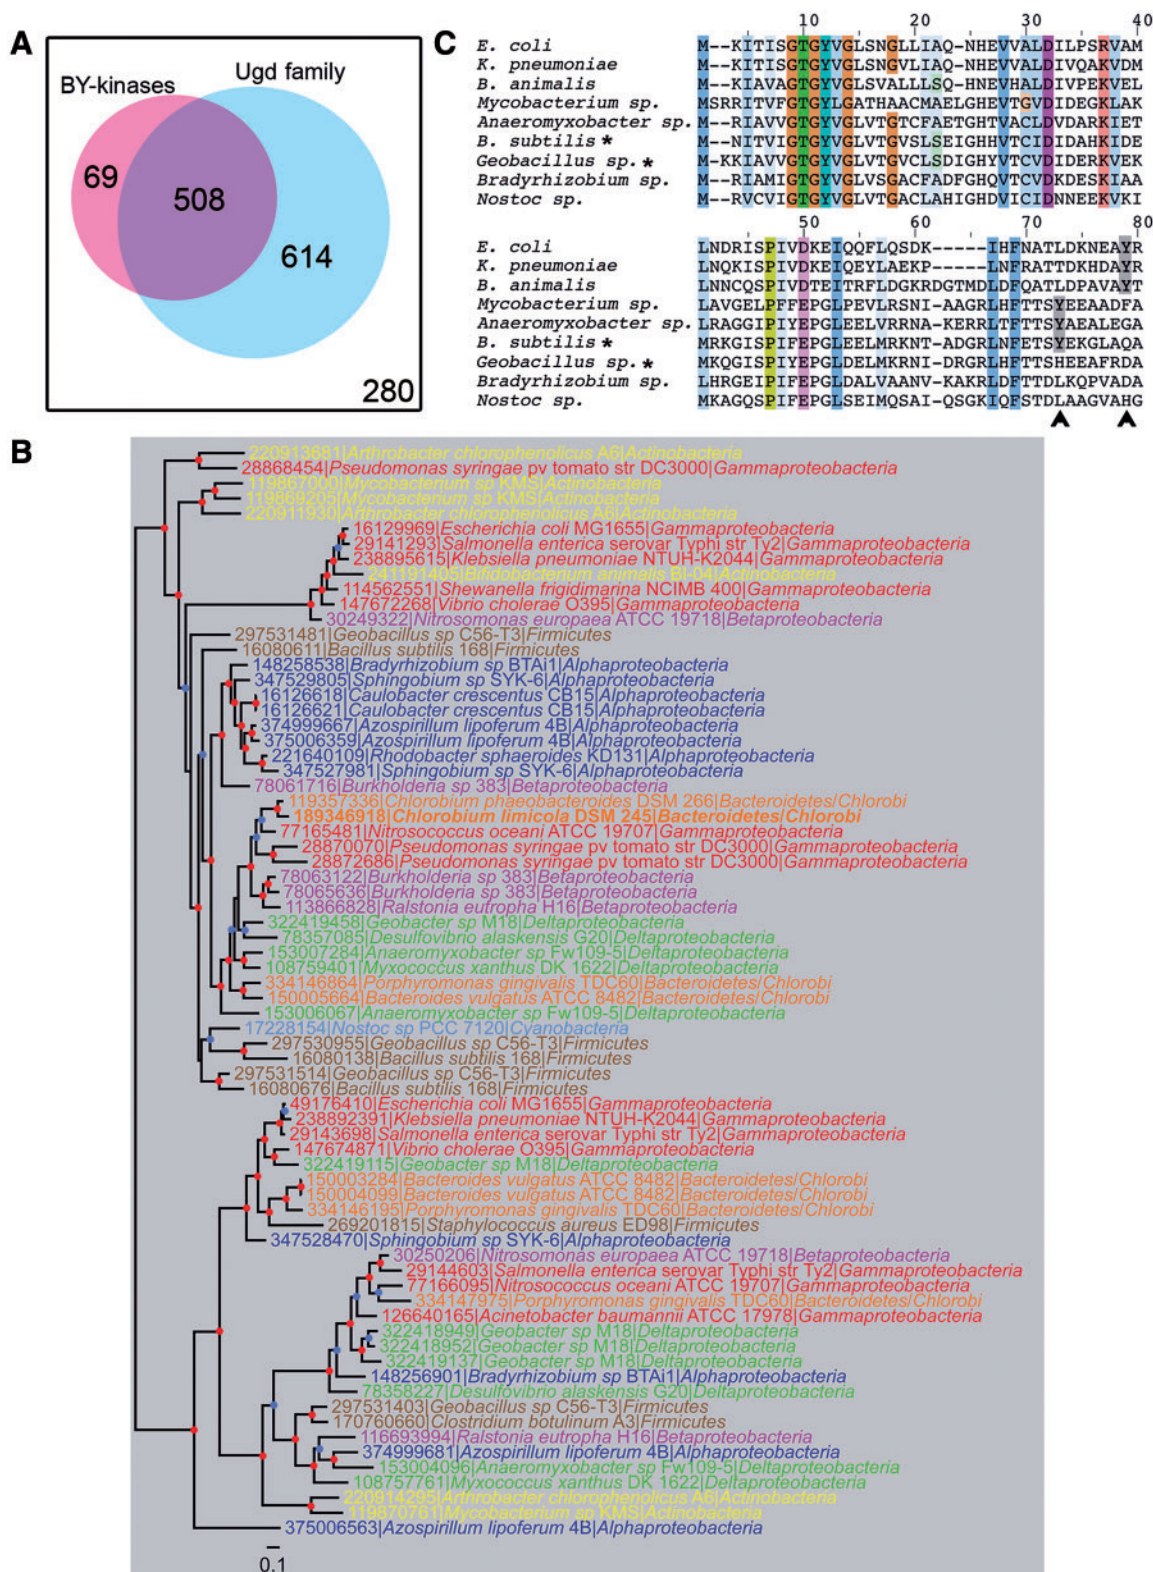 A
BY-kinases
Ugd family
69
508
614
280
C
10 20 30 40
E. coli M--KITISGTGYVGLSNGLLIAQ-NHEVVALDILPSRVAM
K. pneumoniae M--KITISGTGYVGLSNGVLIAQ-NHEVVALDIVQAKVDM
B. animalis M--KIAVAGTGYVGLSVALLLSQ-HNEVHALDIVPEKVEL
Mycobacterium sp. MSRRITVFGTGYLGATHAACMAELGHEVTGVDIDEGKLAK
Anaeromyxobacter sp. M--RIAVVGTGYVGLVTGTCFAETGHTVACVDVDARKIET
B. subtilis * M--NITVIGTGYVGLVTGVSLSEIGHHVTCIDIDAHKIDE
Geobacillus sp. * M--KKIAVVGTGYVGLVTGVCLSDIGHYVTCVDIDERKVEK
Bradyrhizobium sp. M--RIAMIGTGYVGLVSGACFADFGHQVTCVDKDESKIAA
Nostoc sp. M--RVCVIGTGYVGLVTGACLAHIGHDVICIDNNEEKVKI
50 60 70 80
E. coli LNDRISPIVDKEIQQFLQSDK-----IHFNATLDKNEAYR
K. pneumoniae LNQKISPIVDKEIQEYLAEKP-----LNFRATTDKHDAYR
B. animalis LNNCQSPIVDTEITRFLDGKRDGTMDLDFQATLDPAVAYT
Mycobacterium sp. LAVGELPFFEPGLPEVLRSNI-AAGRLHFTTSYEEAADFA
Anaeromyxobacter sp. LRAGGIPIYEPGLEELVRRNA-KERRLTFTTSYAEALEGA
B. subtilis * MRKGISPIFEPGLEELMRKNT-ADGRLNFETSYEKGLAQA
Geobacillus sp. * MKQGISPIYEPGLDELMKRNI-DRGRLHFTTSHEEAFRDA
Bradyrhizobium sp. LHRGEIPIFEPGLDALVAANV-KAKRLDFTTDLKQPVADA
Nostoc sp. MKAGQSPIFEPGLSEIMQSAI-QSGKIQFSTDLAAGVAHG
B
220913681|Arthrobacter chlorophenolicus A6|Actinobacteria
28868454|Pseudomonas syringae pv tomato str DC3000|Gammaproteobacteria
119867000|Mycobacterium sp KMS|Actinobacteria
119869205|Mycobacterium sp KMS|Actinobacteria
220911930|Arthrobacter chlorophenolicus A6|Actinobacteria
16129969|Escherichia coli MG1655|Gammaproteobacteria
29141293|Salmonella enterica serovar Typhi str Ty2|Gammaproteobacteria
238895615|Klebsiella pneumoniae NTUH-K2044|Gammaproteobacteria
241191405|Bifidobacterium animalis Bl-04|Actinobacteria
114562551|Shewanella frigidimarina NCIMB 400|Gammaproteobacteria
147672268|Vibrio cholerae O395|Gammaproteobacteria
30249322|Nitrosomonas europaea ATCC 19718|Betaproteobacteria
297531481|Geobacillus sp C56-T3|Firmicutes
16080611|Bacillus subtilis 168|Firmicutes
148258538|Bradyrhizobium sp BTAi1|Alphaproteobacteria
347529805|Sphingobium sp SYK-6|Alphaproteobacteria
16126618|Caulobacter crescentus CB15|Alphaproteobacteria
16126621|Caulobacter crescentus CB15|Alphaproteobacteria
374999667|Azospirillum lipoferum 4B|Alphaproteobacteria
375006359|Azospirillum lipoferum 4B|Alphaproteobacteria
221640109|Rhodobacter sphaeroides KD131|Alphaproteobacteria
347527981|Sphingobium sp SYK-6|Alphaproteobacteria
78061716|Burkholderia sp 383|Betaproteobacteria
119357336|Chlorobium phaeobacteroides DSM 266|Bacteroidetes/Chlorobi
189346918|Chlorobium limicola DSM 245|Bacteroidetes/Chlorobi
77165481|Nitrosococcus oceani ATCC 19707|Gammaproteobacteria
28870070|Pseudomonas syringae pv tomato str DC3000|Gammaproteobacteria
28872686|Pseudomonas syringae pv tomato str DC3000|Gammaproteobacteria
78063122|Burkholderia sp 383|Betaproteobacteria
78065636|Burkholderia sp 383|Betaproteobacteria
113866828|Ralstonia eutropha H16|Betaproteobacteria
322419458|Geobacter sp M18|Deltaproteobacteria
78357085|Desulfovibrio alaskensis G20|Deltaproteobacteria
153007284|Anaeromyxobacter sp Fw109-5|Deltaproteobacteria
108759401|Myxococcus xanthus DK 1622|Deltaproteobacteria
334146864|Porphyromonas gingivalis TDC60|Bacteroidetes/Chlorobi
150005664|Bacteroides vulgatus ATCC 8482|Bacteroidetes/Chlorobi
153006067|Anaeromyxobacter sp Fw109-5|Deltaproteobacteria
17228154|Nostoc sp PCC 7120|Cyanobacteria
297530955|Geobacillus sp C56-T3|Firmicutes
16080138|Bacillus subtilis 168|Firmicutes
297531514|Geobacillus sp C56-T3|Firmicutes
16080676|Bacillus subtilis 168|Firmicutes
49176410|Escherichia coli MG1655|Gammaproteobacteria
238892391|Klebsiella pneumoniae NTUH-K2044|Gammaproteobacteria
29143698|Salmonella enterica serovar Typhi str Ty2|Gammaproteobacteria
147674871|Vibrio cholerae O395|Gammaproteobacteria
322419115|Geobacter sp M18|Deltaproteobacteria
150003284|Bacteroides vulgatus ATCC 8482|Bacteroidetes/Chlorobi
150004099|Bacteroides vulgatus ATCC 8482|Bacteroidetes/Chlorobi
334146195|Porphyromonas gingivalis TDC60|Bacteroidetes/Chlorobi
269201815|Staphylococcus aureus ED98|Firmicutes
347528470|Sphingobium sp SYK-6|Alphaproteobacteria
30250206|Nitrosomonas europaea ATCC 19718|Betaproteobacteria
29144603|Salmonella enterica serovar Typhi str Ty2|Gammaproteobacteria
77166095|Nitrosococcus oceani ATCC 19707|Gammaproteobacteria
334147975|Porphyromonas gingivalis TDC60|Bacteroidetes/Chlorobi
126640165|Acinetobacter baumannii ATCC 17978|Gammaproteobacteria
322418949|Geobacter sp M18|Deltaproteobacteria
322418952|Geobacter sp M18|Deltaproteobacteria
322419137|Geobacter sp M18|Deltaproteobacteria
148256901|Bradyrhizobium sp BTAi1|Alphaproteobacteria
78358227|Desulfovibrio alaskensis G20|Deltaproteobacteria
297531403|Geobacillus sp C56-T3|Firmicutes
170760660|Clostridium botulinum A3|Firmicutes
116693994|Ralstonia eutropha H16|Betaproteobacteria
374999681|Azospirillum lipoferum 4B|Alphaproteobacteria
153004096|Anaeromyxobacter sp Fw109-5|Deltaproteobacteria
108757761|Myxococcus xanthus DK 1622|Deltaproteobacteria
220914295|Arthrobacter chlorophenolicus A6|Actinobacteria
119870761|Mycobacterium sp KMS|Actinobacteria
375006563|Azospirillum lipoferum 4B|Alphaproteobacteria
0.1